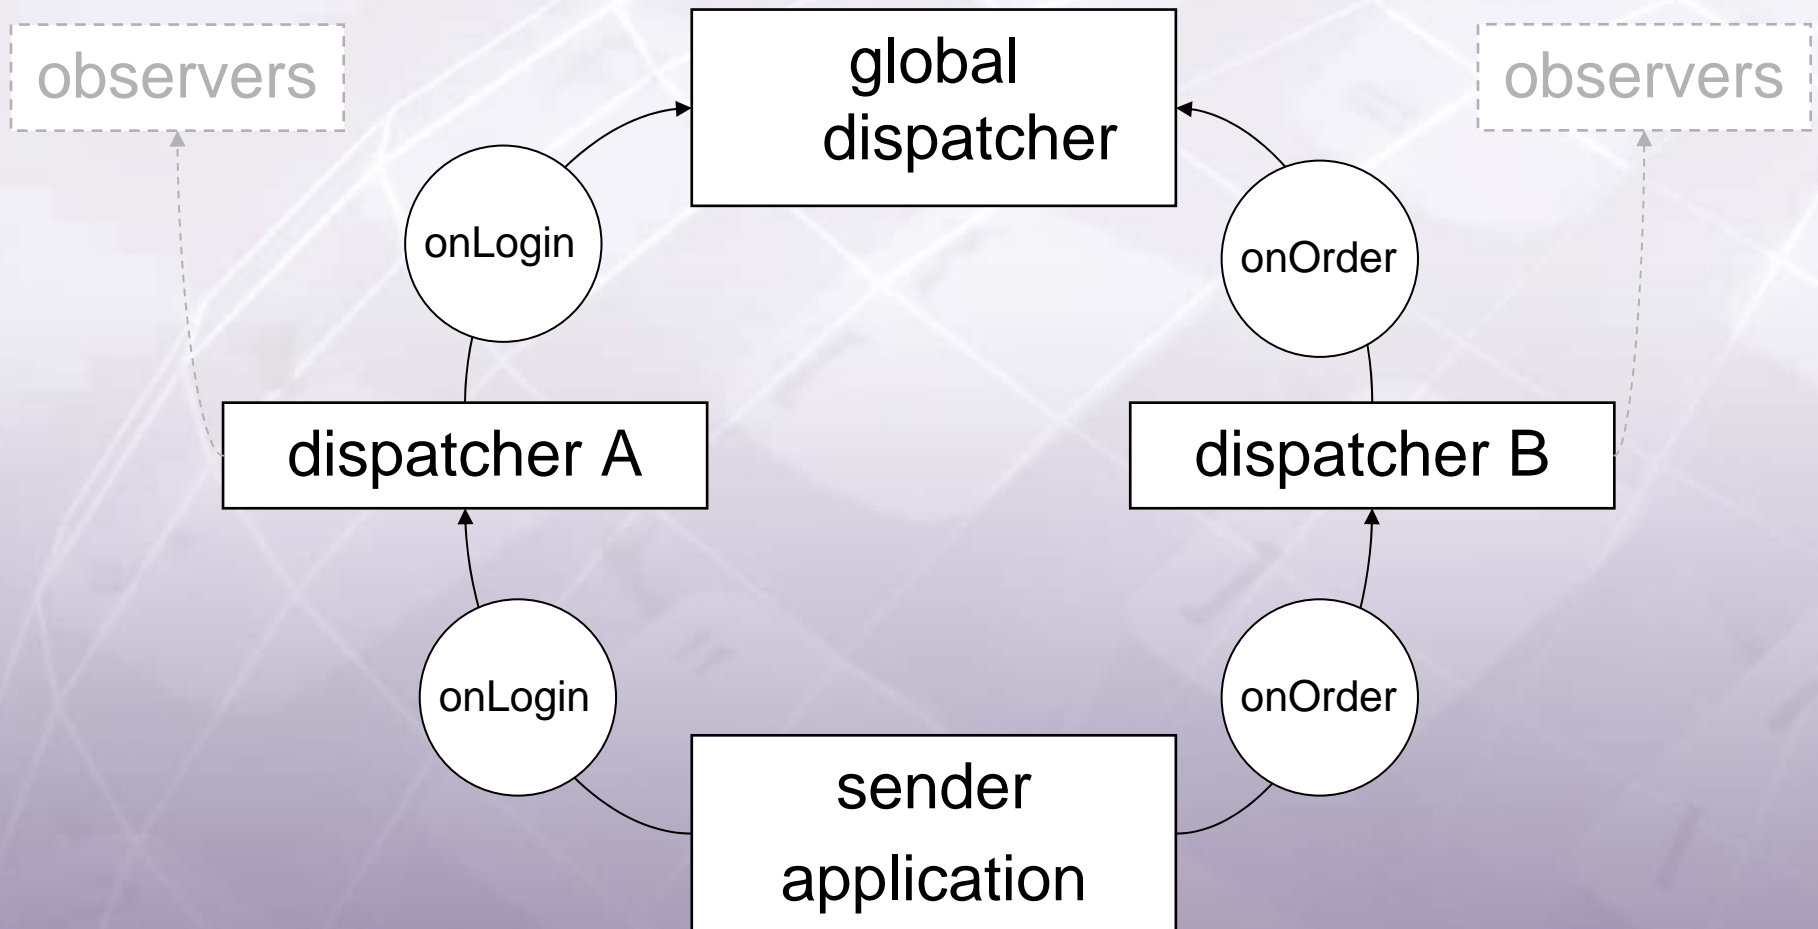 observers
global
dispatcher
observers
onLogin
onOrder
dispatcher A
dispatcher B
onLogin
onOrder
sender
application